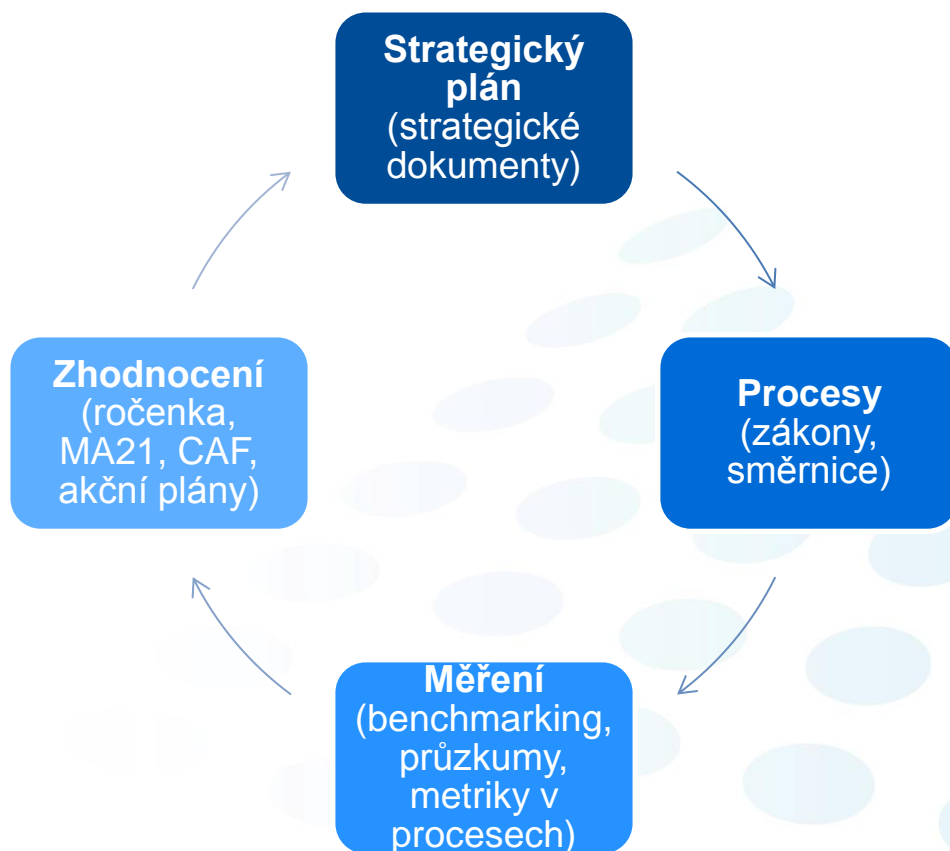 Strategický
plán
(strategické
dokumenty)
Procesy
(zákony,
směrnice)
Měření
(benchmarking,
průzkumy,
metriky v
procesech)
Zhodnocení
(ročenka,
MA21, CAF,
akční plány)